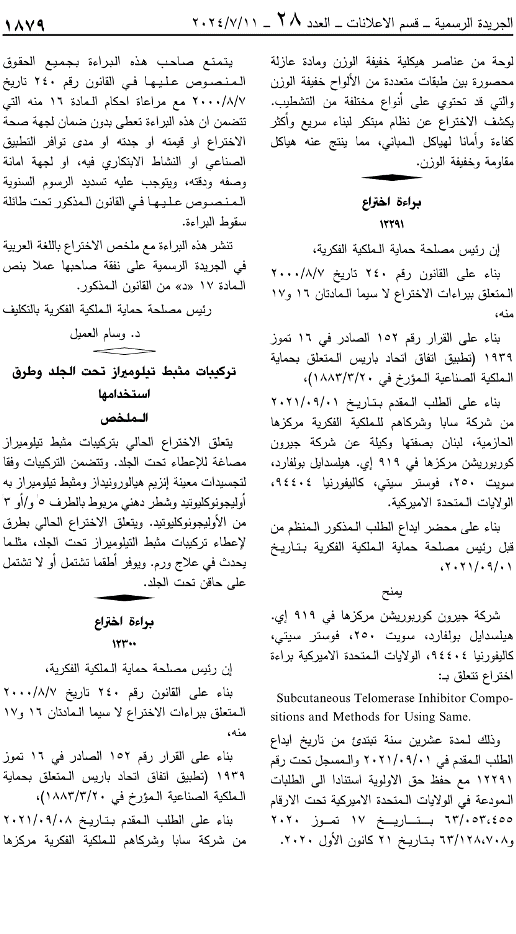 الجريدة الرسمية ــ قسم الاعلانات ــ العدد ٢٨ ــ ٢٠٢٤/٧/١١
١٨٧٩
لوحة من عناصر هيكلية خفيفة الوزن ومادة عازلة
محصورة بين طبقات متعددة من الألواح خفيفة الوزن
والتي قد تحتوي على أنواع مختلفة من التشطيب.
يكشف الاختراع عن نظام مبتكر لبناء سريع وأكثر
كفاءة وأمانا لهياكل المباني، مما ينتج عنه هياكل
مقاومة وخفيفة الوزن.
براءة اختراع
١٢٢٩١
إن رئيس مصلحة حماية الملكية الفكرية،
بناء على القانون رقم ٢٤٠ تاريخ ٢٠٠٠/٨/٧
المتعلق ببراءات الاختراع لا سيما المادتان ١٦ و١٧
منه،
بناء على القرار رقم ١٥٢ الصادر في ١٦ تموز
١٩٣٩ (تطبيق اتفاق اتحاد باريس المتعلق بحماية
الملكية الصناعية المؤرخ في ١٨٨٣/٣/٢٠)،
بناء على الطلب المقدم بتاريخ ٢٠٢١/٠٩/٠١
من شركة سابا وشركاهم للملكية الفكرية مركزها
الحازمية، لبنان بصفتها وكيلة عن شركة جيرون
كوربوريشن مركزها في ٩١٩ إي. هيلسدايل بولفارد،
سويت ٢٥٠، فوستر سيتي، كاليفورنيا ٩٤٤٠٤،
الولايات المتحدة الاميركية.
بناء على محضر ايداع الطلب المذكور المنظم من
قبل رئيس مصلحة حماية الملكية الفكرية بتاريخ
٢٠٢١/٠٩/٠١،
يمنح
شركة جيرون كوربوريشن مركزها في ٩١٩ إي.
هيلسدايل بولفارد، سويت ٢٥٠، فوستر سيتي،
كاليفورنيا ٩٤٤٠٤، الولايات المتحدة الاميركية براءة
اختراع تتعلق بـ:
Subcutaneous Telomerase Inhibitor Compo-
sitions and Methods for Using Same.
وذلك لمدة عشرين سنة تبتدئ من تاريخ ايداع
الطلب المقدم في ٢٠٢١/٠٩/٠١ والمسجل تحت رقم
١٢٢٩١ مع حفظ حق الاولوية استنادا الى الطلبات
المودعة في الولايات المتحدة الاميركية تحت الارقام
٦٣/٠٥٣،٤٥٥ بتاريخ ١٧ تموز ٢٠٢٠
و٦٣/١٢٨،٧٠٨ بتاريخ ٢١ كانون الأول ٢٠٢٠.
يتمتع صاحب هذه البراءة بجميع الحقوق
المنصوص عليها في القانون رقم ٢٤٠ تاريخ
٢٠٠٠/٨/٧ مع مراعاة احكام المادة ١٦ منه التي
تتضمن ان هذه البراءة تعطى بدون ضمان لجهة صحة
الاختراع او قيمته او جدته او مدى توافر التطبيق
الصناعي او النشاط الابتكاري فيه، او لجهة امانة
وصفه ودقته، ويتوجب عليه تسديد الرسوم السنوية
المنصوص عليها في القانون المذكور تحت طائلة
سقوط البراءة.
تنشر هذه البراءة مع ملخص الاختراع باللغة العربية
في الجريدة الرسمية على نفقة صاحبها عملا بنص
المادة ١٧ «د» من القانون المذكور.
رئيس مصلحة حماية الملكية الفكرية بالتكليف
د. وسام العميل
تركيبات مثبط تيلوميراز تحت الجلد وطرق
استخدامها
الملخص
يتعلق الاختراع الحالي بتركيبات مثبط تيلوميراز
مصاغة للإعطاء تحت الجلد. وتتضمن التركيبات وفقا
لتجسيدات معينة إنزيم هيالورونيداز ومثبط تيلوميراز به
أوليجونوكليوتيد وشطر دهني مربوط بالطرف ٥ و/أو ٣
من الأوليجونوكليوتيد. ويتعلق الاختراع الحالي بطرق
لإعطاء تركيبات مثبط التيلوميراز تحت الجلد، مثلما
يحدث في علاج ورم. ويوفر أطقما تشتمل أو لا تشتمل
على حاقن تحت الجلد.
براءة اختراع
١٢٣٠٠
إن رئيس مصلحة حماية الملكية الفكرية،
بناء على القانون رقم ٢٤٠ تاريخ ٢٠٠٠/٨/٧
المتعلق ببراءات الاختراع لا سيما المادتان ١٦ و١٧
منه،
بناء على القرار رقم ١٥٢ الصادر في ١٦ تموز
١٩٣٩ (تطبيق اتفاق اتحاد باريس المتعلق بحماية
الملكية الصناعية المؤرخ في ١٨٨٣/٣/٢٠)،
بناء على الطلب المقدم بتاريخ ٢٠٢١/٠٩/٠٨
من شركة سابا وشركاهم للملكية الفكرية مركزها